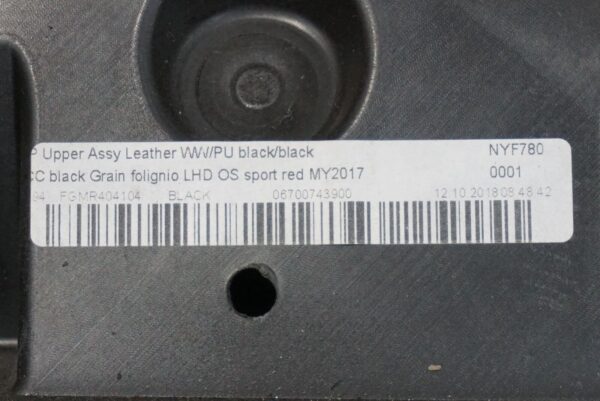 P Upper Assy Leather WW/PU black/black NYF780
CC black Grain folignio LHD OS sport red MY2017 0001
94 FGMR404104 BLACK 06700743900 12.10.2018 08:48:42